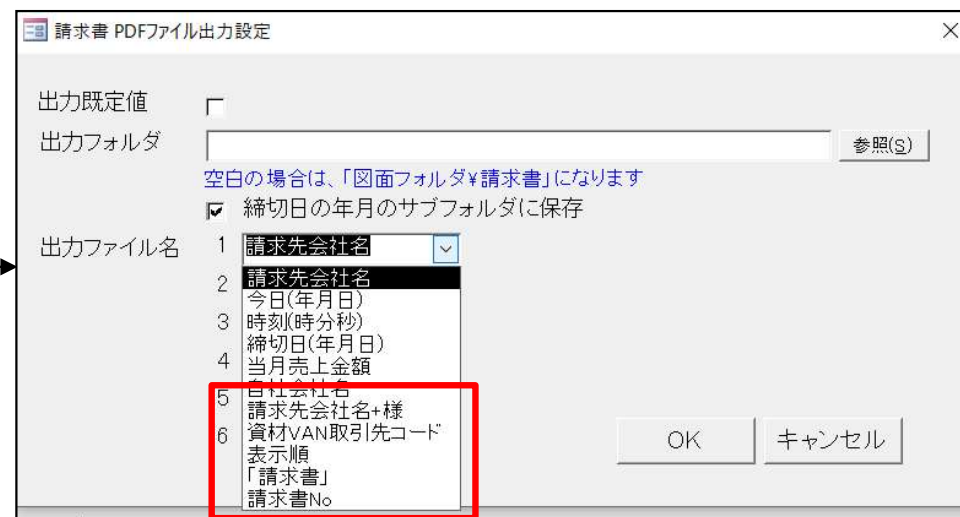 請求書 PDFファイル出力設定
出力既定値
出力フォルダ
参照(S)
空白の場合は、「図面フォルダ¥請求書」になります
締切日の年月のサブフォルダに保存
出力ファイル名
1 請求先会社名
2
3
4
5
6
請求先会社名
今日(年月日)
時刻(時分秒)
締切日(年月日)
当月売上金額
自社会社名
請求先会社名+様
資材VAN取引先コード
表示順
「請求書」
請求書No
OK
キャンセル